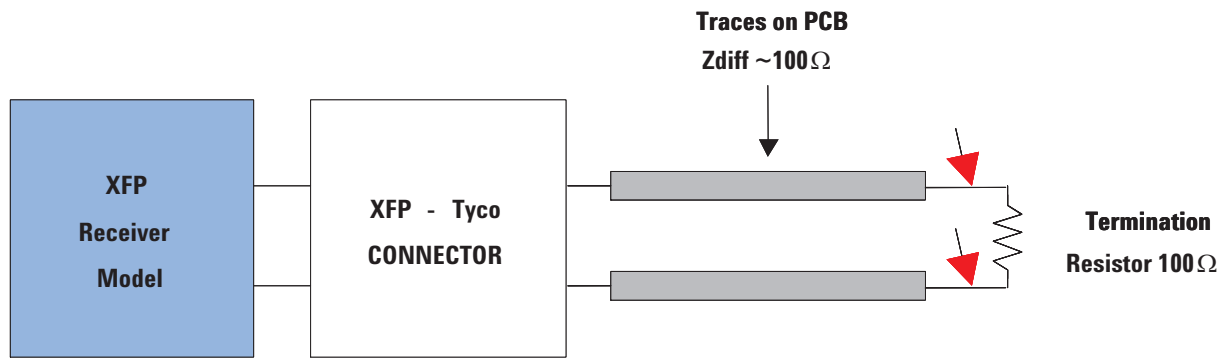 Traces on PCB
Zdiff ~100Ω
XFP
Receiver
Model
XFP - Tyco
CONNECTOR
Termination
Resistor 100Ω